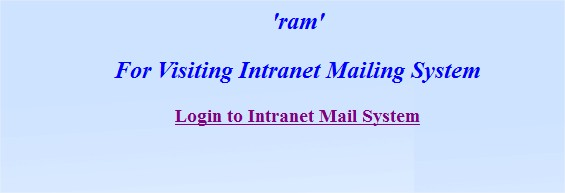 'ram'
For Visiting Intranet Mailing System
Login to Intranet Mail System